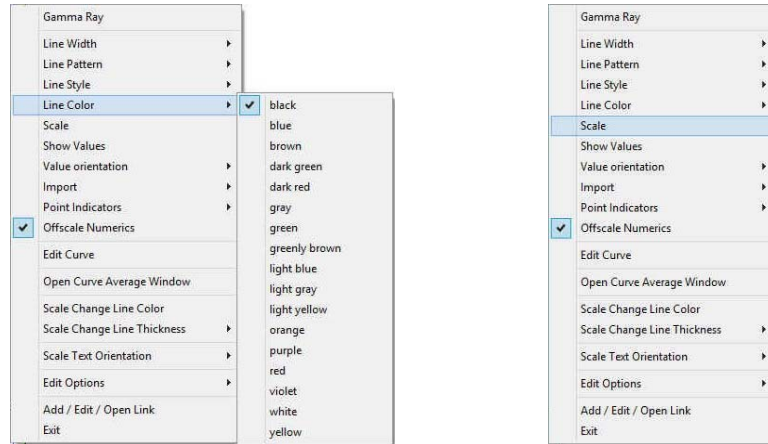 Gamma Ray
Line Width
Line Pattern
Line Style
Line Color
Scale
Show Values
Value orientation
Import
Point Indicators
Offscale Numerics
Edit Curve
Open Curve Average Window
Scale Change Line Color
Scale Change Line Thickness
Scale Text Orientation
Edit Options
Add / Edit / Open Link
Exit
black
blue
brown
dark green
dark red
gray
green
greenly brown
light blue
light gray
light yellow
orange
purple
red
violet
white
yellow
Gamma Ray
Line Width
Line Pattern
Line Style
Line Color
Scale
Show Values
Value orientation
Import
Point Indicators
Offscale Numerics
Edit Curve
Open Curve Average Window
Scale Change Line Color
Scale Change Line Thickness
Scale Text Orientation
Edit Options
Add / Edit / Open Link
Exit